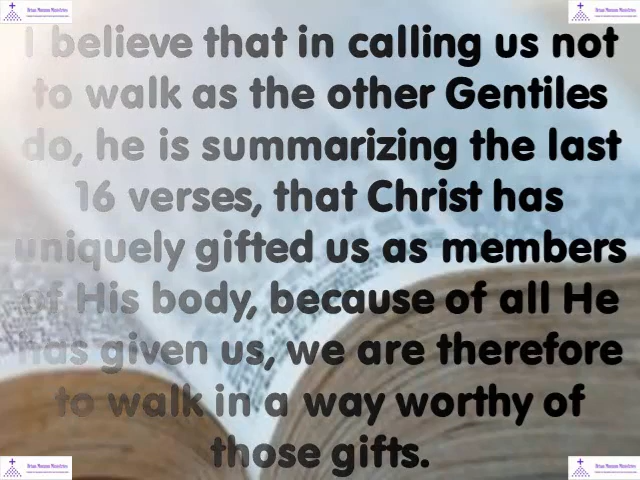 I believe that in calling us not
to walk as the other Gentiles
do, he is summarizing the last
16 verses, that Christ has
uniquely gifted us as members
of His body, because of all He
has given us, we are therefore
to walk in a way worthy of
those gifts.